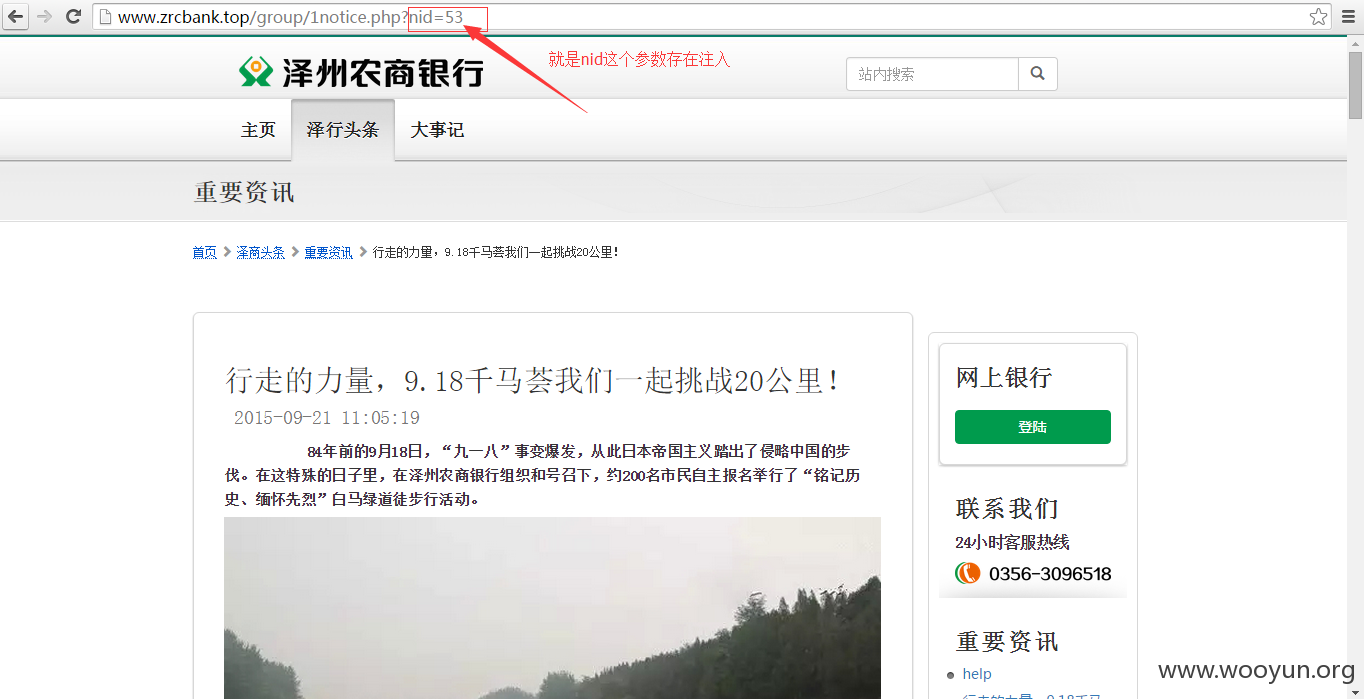 www.zrcbank.top/group/1notice.php?nid=53
就是nid这个参数存在注入
泽州农商银行
站内搜索
主页 泽行头条 大事记
重要资讯
首页 泽商头条 重要资讯 行走的力量，9.18千马荟我们一起挑战20公里！
行走的力量，9.18千马荟我们一起挑战20公里！
2015-09-21 11:05:19
84年前的9月18日，“九一八”事变爆发，从此日本帝国主义踏出了侵略中国的步
伐。在这特殊的日子里，在泽州农商银行组织和号召下，约200名市民自主报名举行了“铭记历
史、缅怀先烈”白马绿道徒步行活动。
网上银行
登陆
联系我们
24小时客服热线
0356-3096518
重要资讯
help
行走的力量，9.18千马
www.wooyun.org